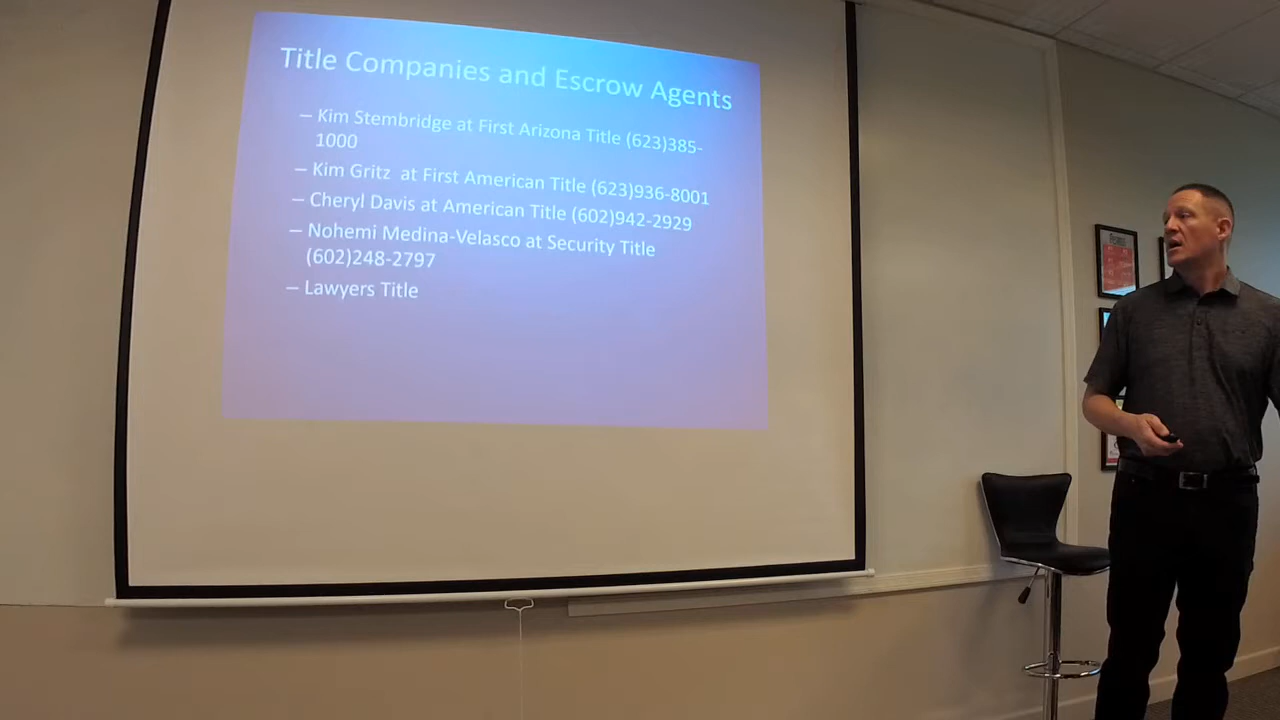 Title Companies and Escrow Agents
– Kim Stembridge at First Arizona Title (623)385-
1000
– Kim Gritz at First American Title (623)936-8001
– Cheryl Davis at American Title (602)942-2929
– Nohemi Medina-Velasco at Security Title
(602)248-2797
– Lawyers Title